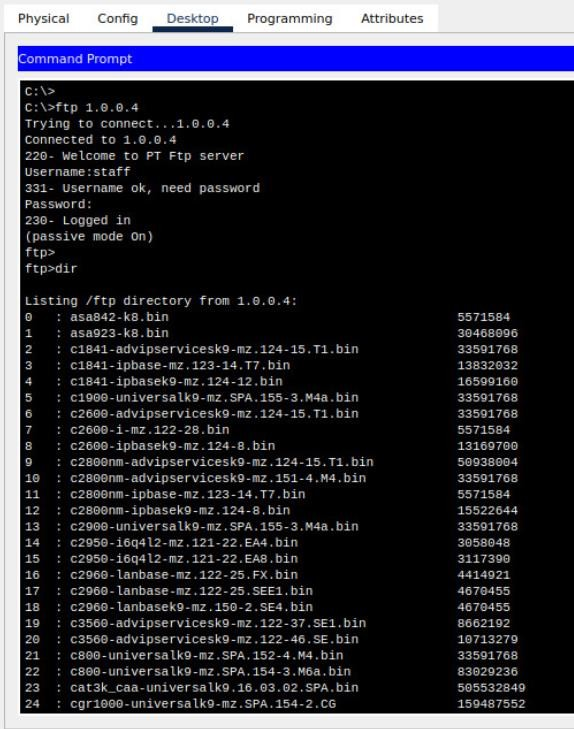 Physical Config Desktop Programming Attributes
Command Prompt
C:\>
C:\>ftp 1.0.0.4
Trying to connect...1.0.0.4
Connected to 1.0.0.4
220- Welcome to PT Ftp server
Username:staff
331- Username ok, need password
Password:
230- Logged in
(passive mode On)
ftp>
ftp>dir
Listing /ftp directory from 1.0.0.4:
0 : asa842-k8.bin 5571584
1 : asa923-k8.bin 30468096
2 : c1841-advipservicesk9-mz.124-15.T1.bin 33591768
3 : c1841-ipbase-mz.123-14.T7.bin 13832032
4 : c1841-ipbasek9-mz.124-12.bin 16599160
5 : c1900-universalk9-mz.SPA.155-3.M4a.bin 33591768
6 : c2600-advipservicesk9-mz.124-15.T1.bin 33591768
7 : c2600-i-mz.122-28.bin 5571584
8 : c2600-ipbasek9-mz.124-8.bin 13169700
9 : c2800nm-advipservicesk9-mz.124-15.T1.bin 50938004
10 : c2800nm-advipservicesk9-mz.151-4.M4.bin 33591768
11 : c2800nm-ipbase-mz.123-14.T7.bin 5571584
12 : c2800nm-ipbasek9-mz.124-8.bin 15522644
13 : c2900-universalk9-mz.SPA.155-3.M4a.bin 33591768
14 : c2950-i6q4l2-mz.121-22.EA4.bin 3058048
15 : c2950-i6q4l2-mz.121-22.EA8.bin 3117390
16 : c2960-lanbase-mz.122-25.FX.bin 4414921
17 : c2960-lanbase-mz.122-25.SEE1.bin 4670455
18 : c2960-lanbasek9-mz.150-2.SE4.bin 4670455
19 : c3560-advipservicesk9-mz.122-37.SE1.bin 8662192
20 : c3560-advipservicesk9-mz.122-46.SE.bin 10713279
21 : c800-universalk9-mz.SPA.152-4.M4.bin 33591768
22 : c800-universalk9-mz.SPA.154-3.M6a.bin 83029236
23 : cat3k_caa-universalk9.16.03.02.SPA.bin 505532849
24 : cgr1000-universalk9-mz.SPA.154-2.CG 159487552